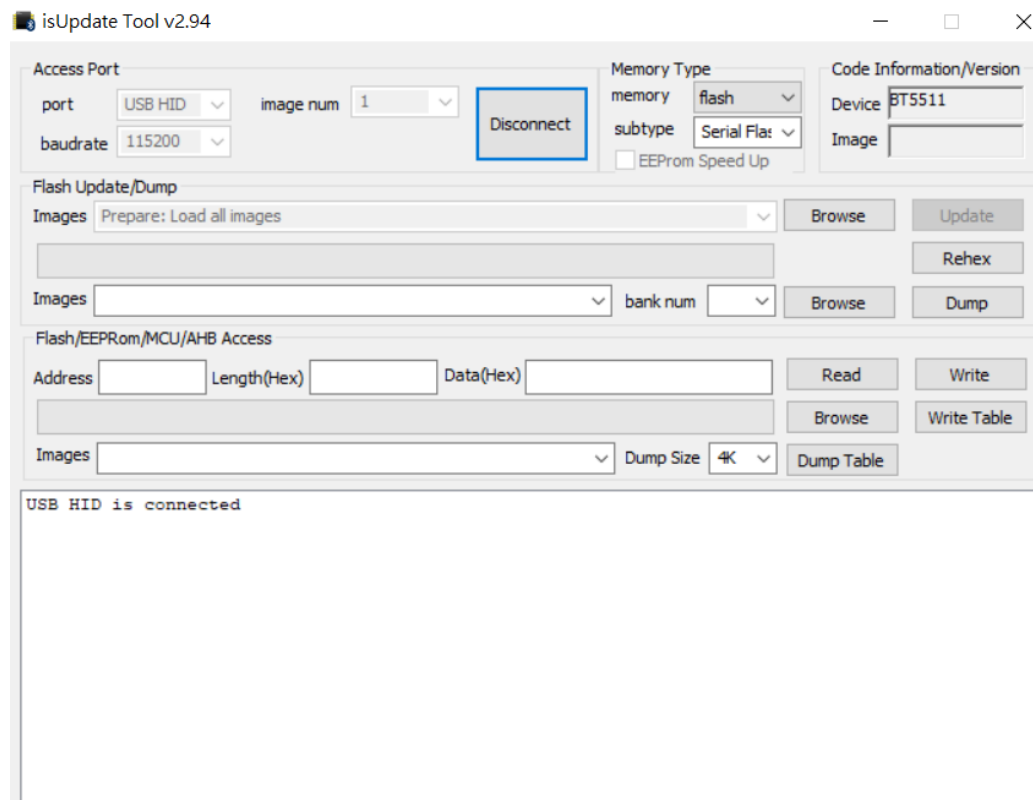 isUpdate Tool v2.94
Access Port
port USB HID image num 1
baudrate 115200
Disconnect
Memory Type
memory flash
subtype Serial Flas
EEProm Speed Up
Code Information/Version
Device BT5511
Image
Flash Update/Dump
Images Prepare: Load all images Browse Update
Rehex
Images bank num Browse Dump
Flash/EEPRom/MCU/AHB Access
Address Length(Hex) Data(Hex) Read Write
Browse Write Table
Images Dump Size 4K Dump Table
USB HID is connected